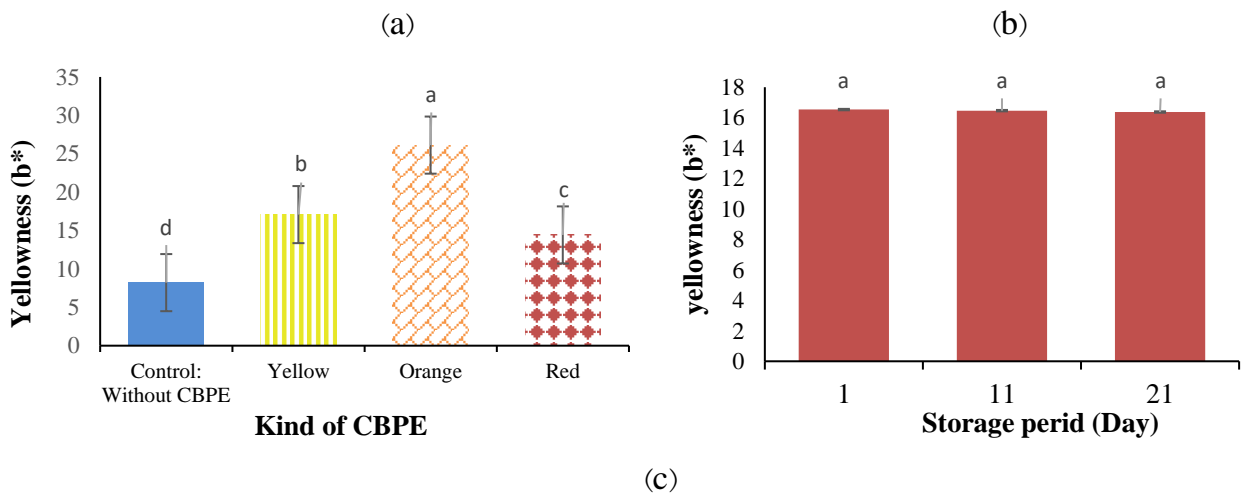 (a)
(b)
Yellowness (b*)
35
30
25
20
15
10
5
0
d
b
a
c
Control:
Without CBPE
Yellow
Orange
Red
Kind of CBPE
yellowness (b*)
18
16
14
12
10
8
6
4
2
0
a
a
a
1
11
21
Storage perid (Day)
(c)